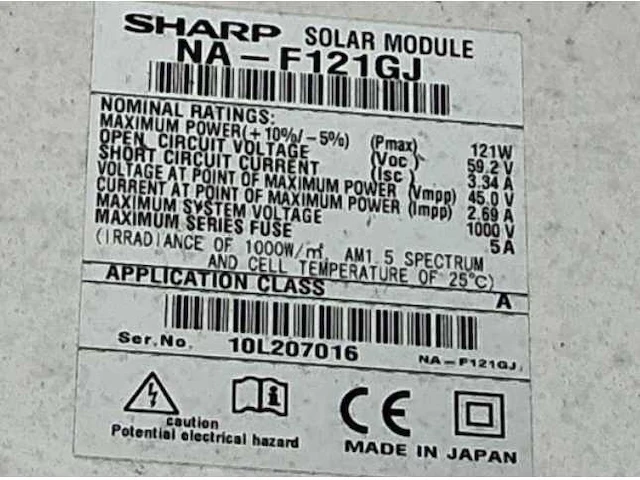 SHARP SOLAR MODULE
NA-F121GJ
NOMINAL RATINGS:
MAXIMUM POWER(+10%/-5%) (Pmax) 121W
OPEN CIRCUIT VOLTAGE (Voc) 59.2 V
SHORT CIRCUIT CURRENT (Isc) 3.34 A
VOLTAGE AT POINT OF MAXIMUM POWER (Vmpp) 45.0 V
CURRENT AT POINT OF MAXIMUM POWER (Impp) 2.69 A
MAXIMUM SYSTEM VOLTAGE 1000 V
MAXIMUM SERIES FUSE 5 A
(IRRADIANCE OF 1000W/㎡, AM1.5 SPECTRUM
AND CELL TEMPERATURE OF 25°C)
APPLICATION CLASS A
Ser.No. 10L207016 NA-F121GJ
caution
Potential electrical hazard
CE
MADE IN JAPAN